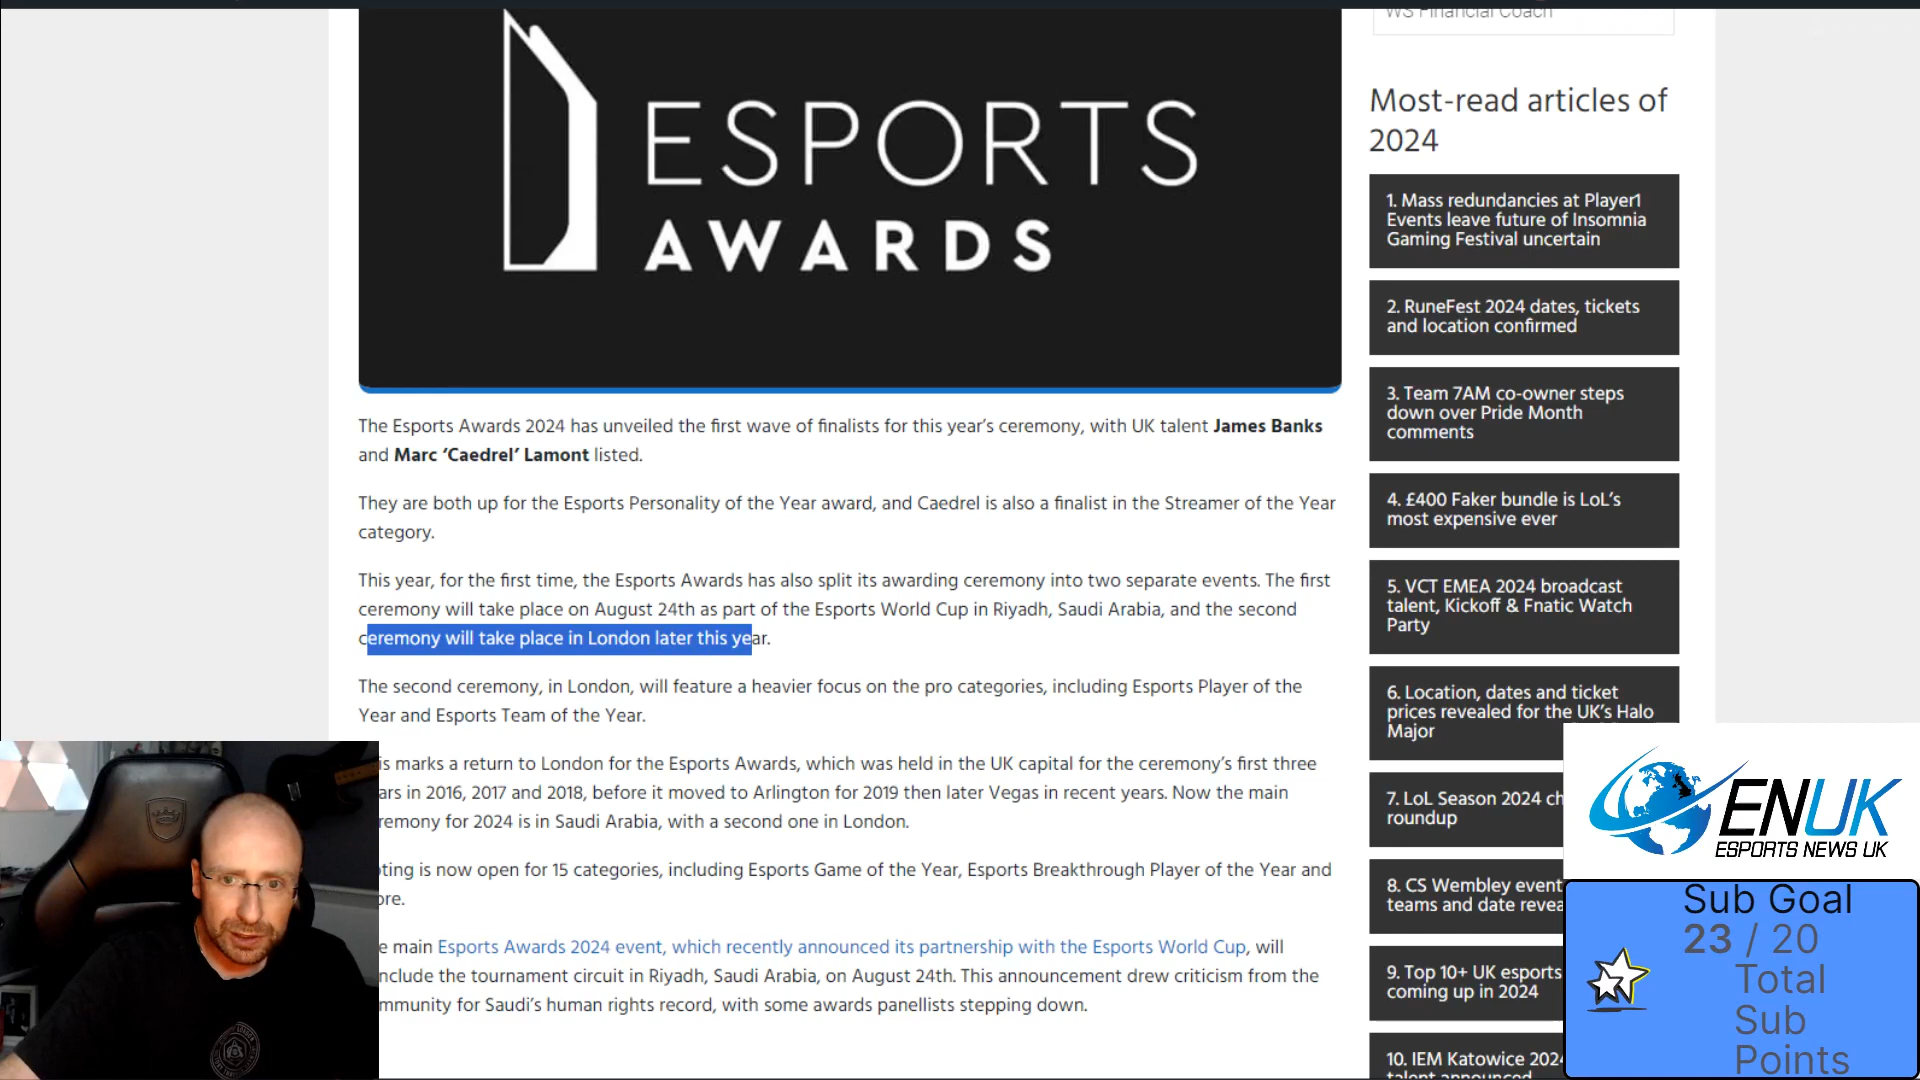 ESPORTS
AWARDS
The Esports Awards 2024 has unveiled the first wave of finalists for this year’s ceremony, with UK talent James Banks
and Marc ‘Caedrel’ Lamont listed.
They are both up for the Esports Personality of the Year award, and Caedrel is also a finalist in the Streamer of the Year
category.
This year, for the first time, the Esports Awards has also split its awarding ceremony into two separate events. The first
ceremony will take place on August 24th as part of the Esports World Cup in Riyadh, Saudi Arabia, and the second
ceremony will take place in London later this year.
The second ceremony, in London, will feature a heavier focus on the pro categories, including Esports Player of the
Year and Esports Team of the Year.
is marks a return to London for the Esports Awards, which was held in the UK capital for the ceremony’s first three
ars in 2016, 2017 and 2018, before it moved to Arlington for 2019 then later Vegas in recent years. Now the main
remony for 2024 is in Saudi Arabia, with a second one in London.
ting is now open for 15 categories, including Esports Game of the Year, Esports Breakthrough Player of the Year and
ore.
e main Esports Awards 2024 event, which recently announced its partnership with the Esports World Cup, will
nclude the tournament circuit in Riyadh, Saudi Arabia, on August 24th. This announcement drew criticism from the
mmunity for Saudi’s human rights record, with some awards panellists stepping down.
WS Financial Coach
Most-read articles of
2024
1. Mass redundancies at Player1
Events leave future of Insomnia
Gaming Festival uncertain
2. RuneFest 2024 dates, tickets
and location confirmed
3. Team 7AM co-owner steps
down over Pride Month
comments
4. £400 Faker bundle is LoL’s
most expensive ever
5. VCT EMEA 2024 broadcast
talent, Kickoff & Fnatic Watch
Party
6. Location, dates and ticket
prices revealed for the UK’s Halo
Major
7. LoL Season 2024 ch
roundup
8. CS Wembley event
teams and date revea
9. Top 10+ UK esports
coming up in 2024
10. IEM Katowice 2024
talent announced
ENUK
ESPORTS NEWS UK
Sub Goal
23 / 20
Total
Sub
Points